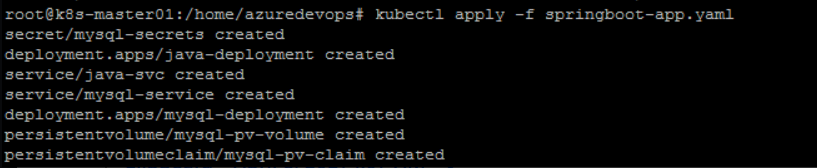 root@k8s-master01:/home/azuredevops# kubectl apply -f springboot-app.yaml
secret/mysql-secrets created
deployment.apps/java-deployment created
service/java-svc created
service/mysql-service created
deployment.apps/mysql-deployment created
persistentvolume/mysql-pv-volume created
persistentvolumeclaim/mysql-pv-claim created